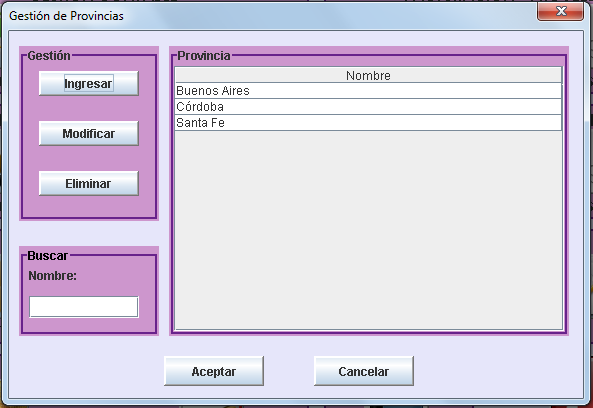 Gestión de Provincias
Gestión
Ingresar
Modificar
Eliminar
Buscar
Nombre:
Provincia
Nombre
Buenos Aires
Córdoba
Santa Fe
Aceptar
Cancelar